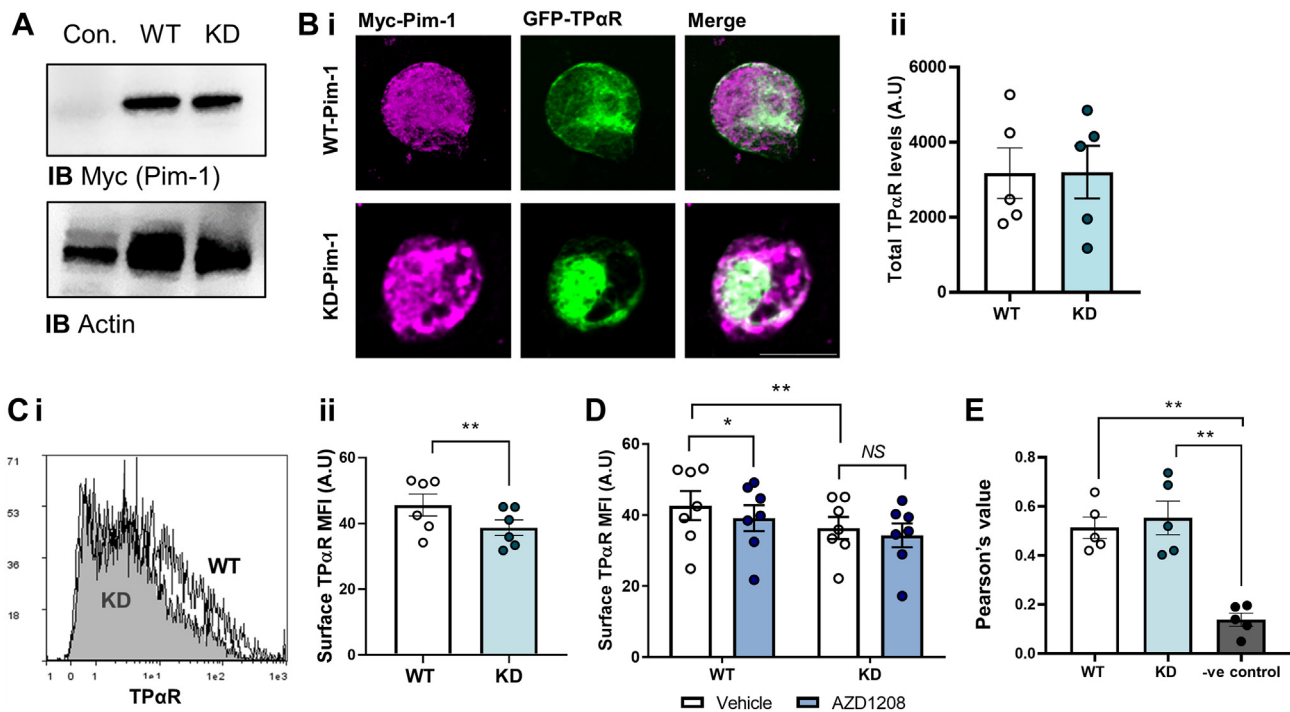 A
Con. WT KD
IB Myc (Pim-1)
IB Actin
B i
Myc-Pim-1 GFP-TPαR Merge
WT-Pim-1
KD-Pim-1
ii
Total TPαR levels (A.U)
6000
4000
2000
0
WT KD
C i
71
53
36
18
WT
KD
1 0 1 1e1 1e2 1e3
TPαR
ii
**
Surface TPαR MFI (A.U)
60
40
20
0
WT KD
D
**
*
NS
Surface TPαR MFI (A.U)
60
40
20
0
WT KD
Vehicle AZD1208
E
**
**
Pearson's value
0.8
0.6
0.4
0.2
0.0
WT KD -ve control